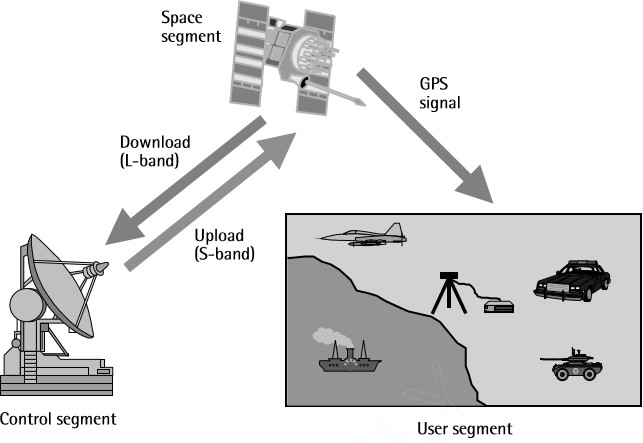 Space
segment
GPS
signal
Download
(L-band)
Upload
(S-band)
Control segment
User segment